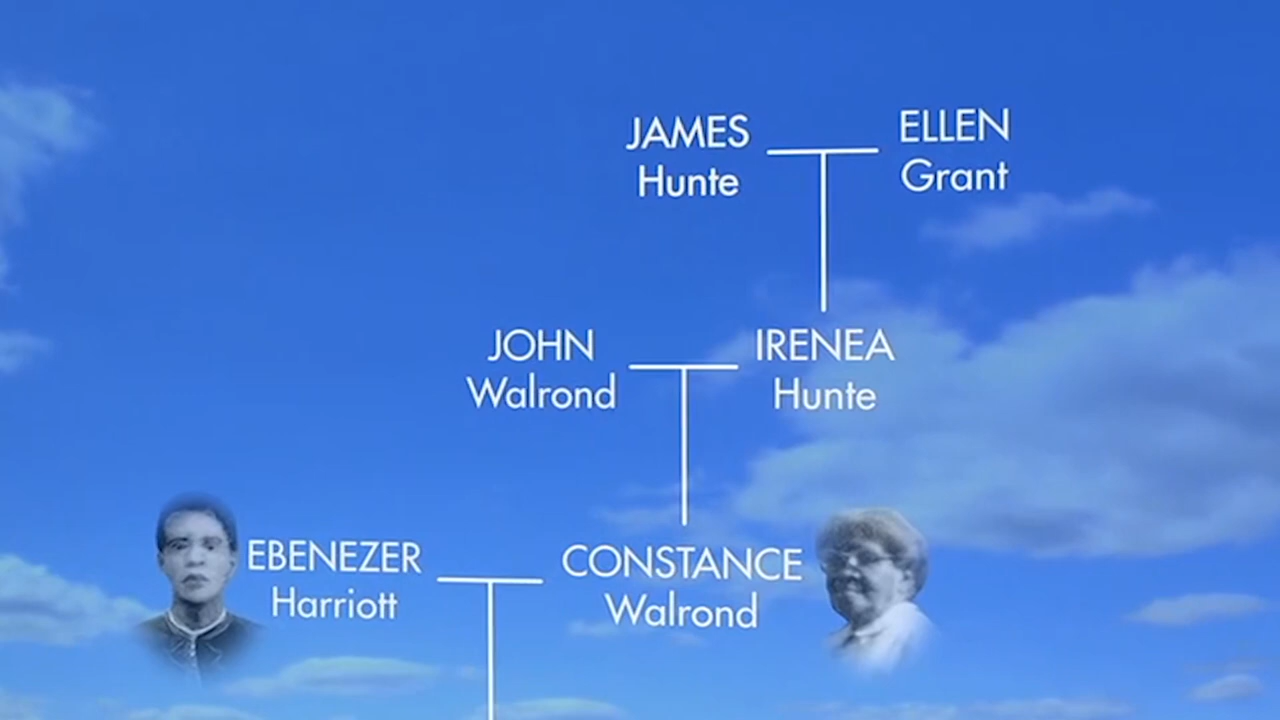 JAMES
Hunte
ELLEN
Grant
JOHN
Walrond
IRENEA
Hunte
EBENEZER
Harriott
CONSTANCE
Walrond